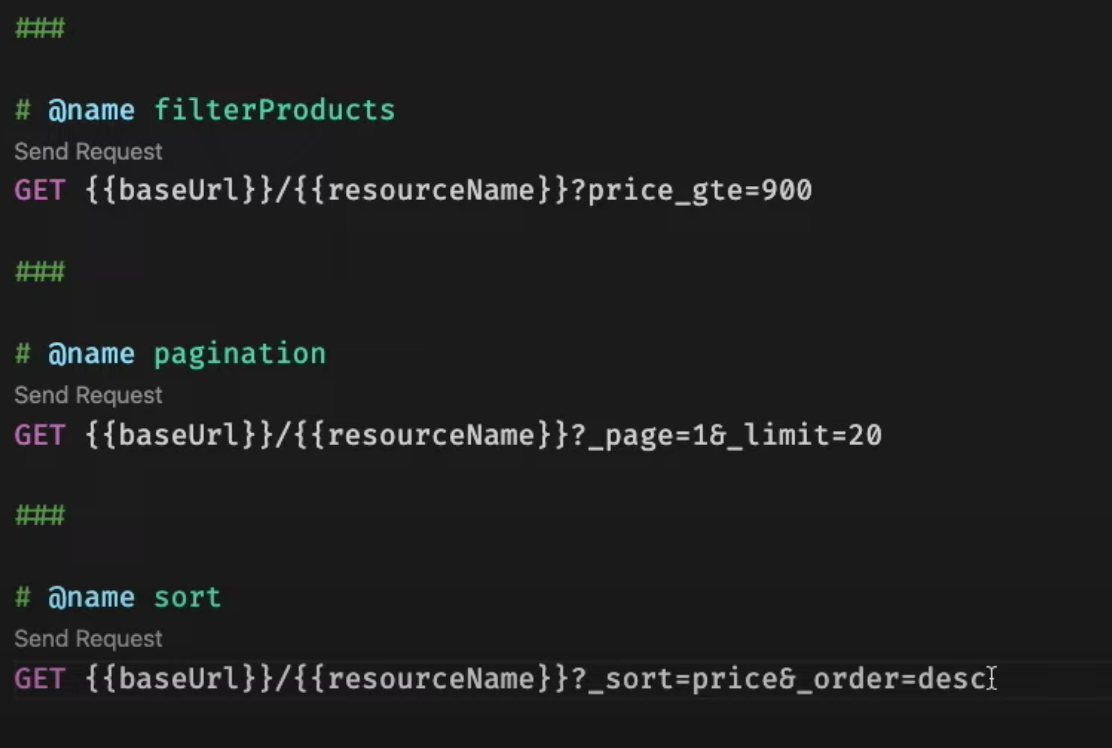 ###
# @name filterProducts
Send Request
GET {{baseUrl}}/{{resourceName}}?price_gte=900
###
# @name pagination
Send Request
GET {{baseUrl}}/{{resourceName}}?_page=1&_limit=20
###
# @name sort
Send Request
GET {{baseUrl}}/{{resourceName}}?_sort=price&_order=desc